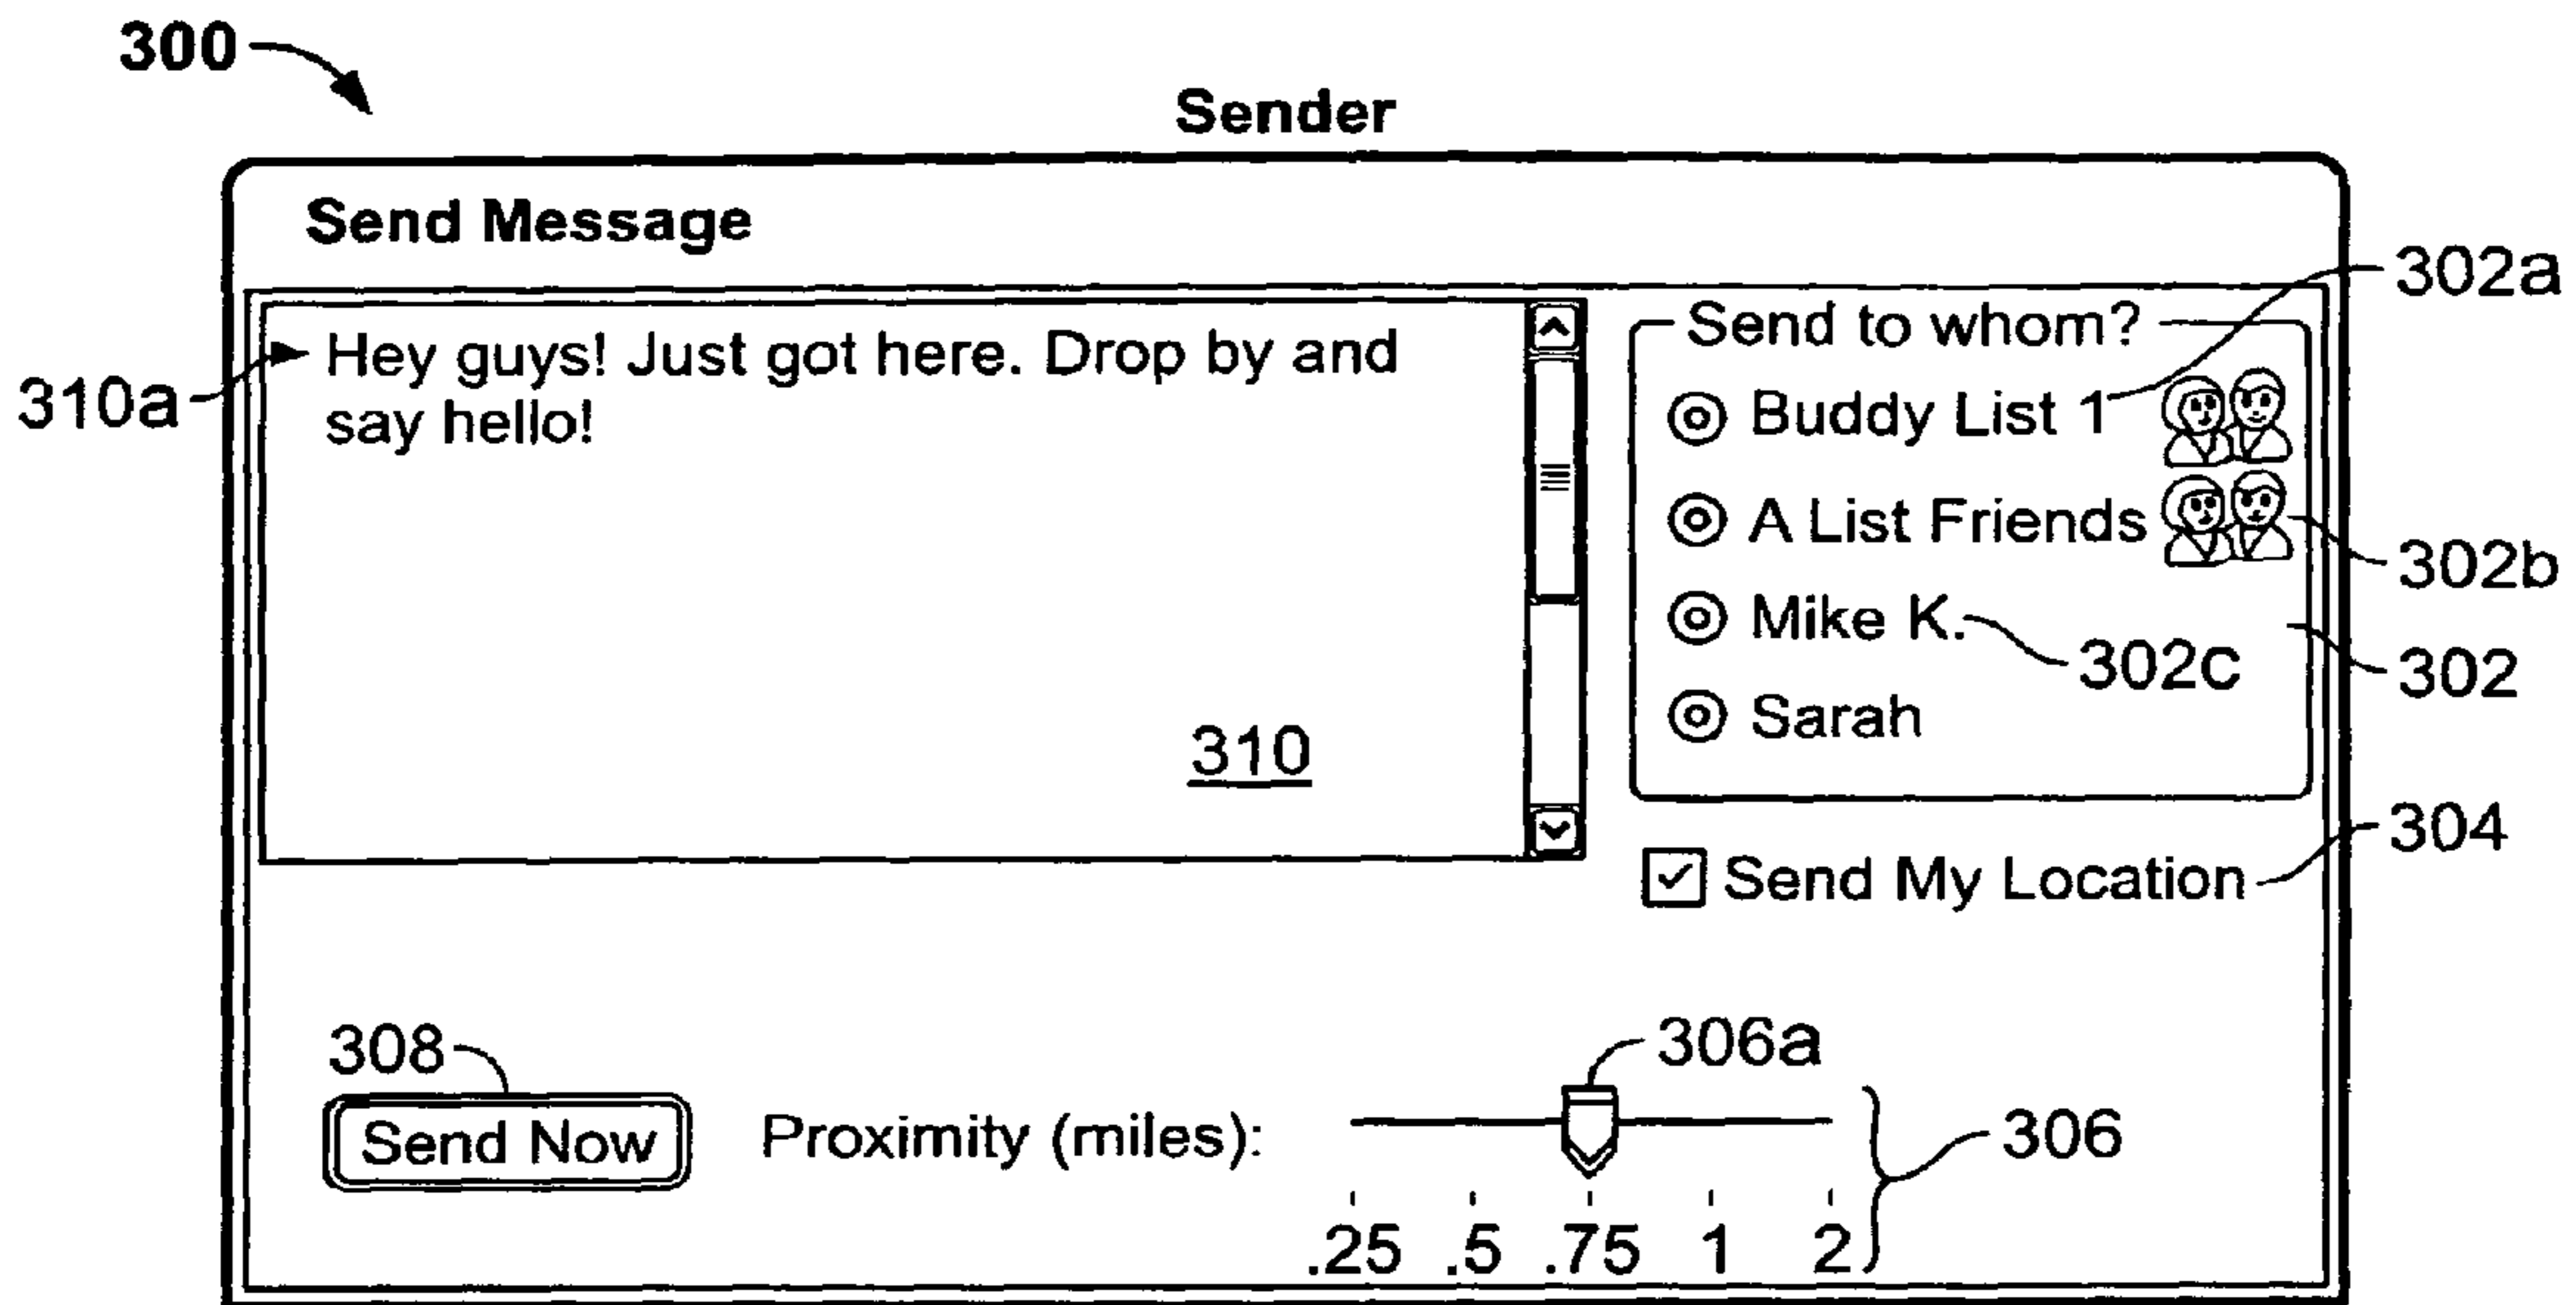 300
Sender
Send Message
302a
310a
Hey guys! Just got here. Drop by and
say hello!
310
Send to whom?
Buddy List 1
A List Friends
302b
Mike K.
302c
302
Sarah
304
Send My Location
308
Send Now
Proximity (miles):
306a
306
.25 .5 .75 1 2